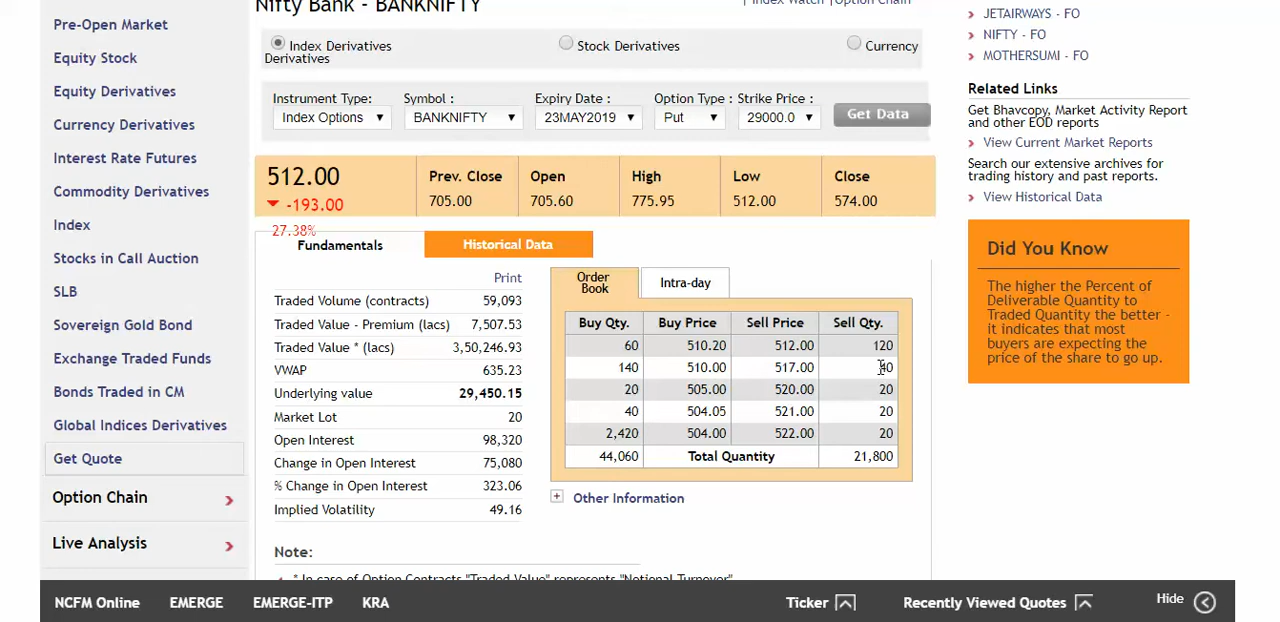 Pre-Open Market
Equity Stock
Equity Derivatives
Currency Derivatives
Interest Rate Futures
Commodity Derivatives
Index
Stocks in Call Auction
SLB
Sovereign Gold Bond
Exchange Traded Funds
Bonds Traded in CM
Global Indices Derivatives
Get Quote
Option Chain
Live Analysis
Nifty Bank - BANKNIFTY
| Index Watch | Option Chain
Index Derivatives Stock Derivatives Currency
Derivatives
Instrument Type: Symbol : Expiry Date : Option Type : Strike Price :
Index Options BANKNIFTY 23MAY2019 Put 29000.0 Get Data
512.00 Prev. Close Open High Low Close
-193.00 705.00 705.60 775.95 512.00 574.00
27.38%
Fundamentals Historical Data
Print
Traded Volume (contracts) 59,093
Traded Value - Premium (lacs) 7,507.53
Traded Value * (lacs) 3,50,246.93
VWAP 635.23
Underlying value 29,450.15
Market Lot 20
Open Interest 98,320
Change in Open Interest 75,080
% Change in Open Interest 323.06
Implied Volatility 49.16
Order
Book
Intra-day
Buy Qty. Buy Price Sell Price Sell Qty.
60 510.20 512.00 120
140 510.00 517.00
20 505.00 520.00 20
40 504.05 521.00 20
2,420 504.00 522.00 20
44,060 Total Quantity 21,800
+ Other Information
Note:
* In case of Option Contracts "Traded Value" represents "Notional Turnover"
JETAIRWAYS - FO
NIFTY - FO
MOTHERSUMI - FO
Related Links
Get Bhavcopy, Market Activity Report
and other EOD reports
View Current Market Reports
Search our extensive archives for
trading history and past reports.
View Historical Data
Did You Know
The higher the Percent of
Deliverable Quantity to
Traded Quantity the better -
it indicates that most
buyers are expecting the
price of the share to go up.
NCFM Online EMERGE EMERGE-ITP KRA Ticker Recently Viewed Quotes Hide